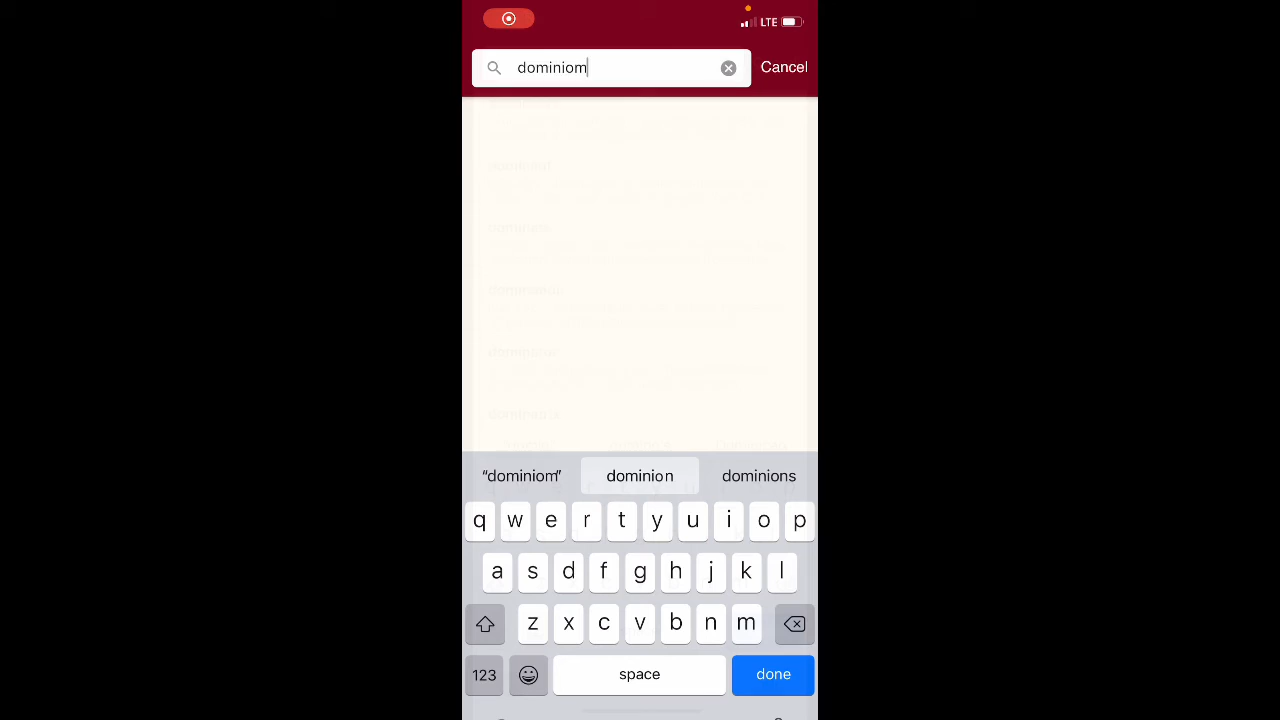 LTE
dominiom
Cancel
"dominiom" dominion dominions
q w e r t y u i o p
a s d f g h j k l
z x c v b n m
123 space done